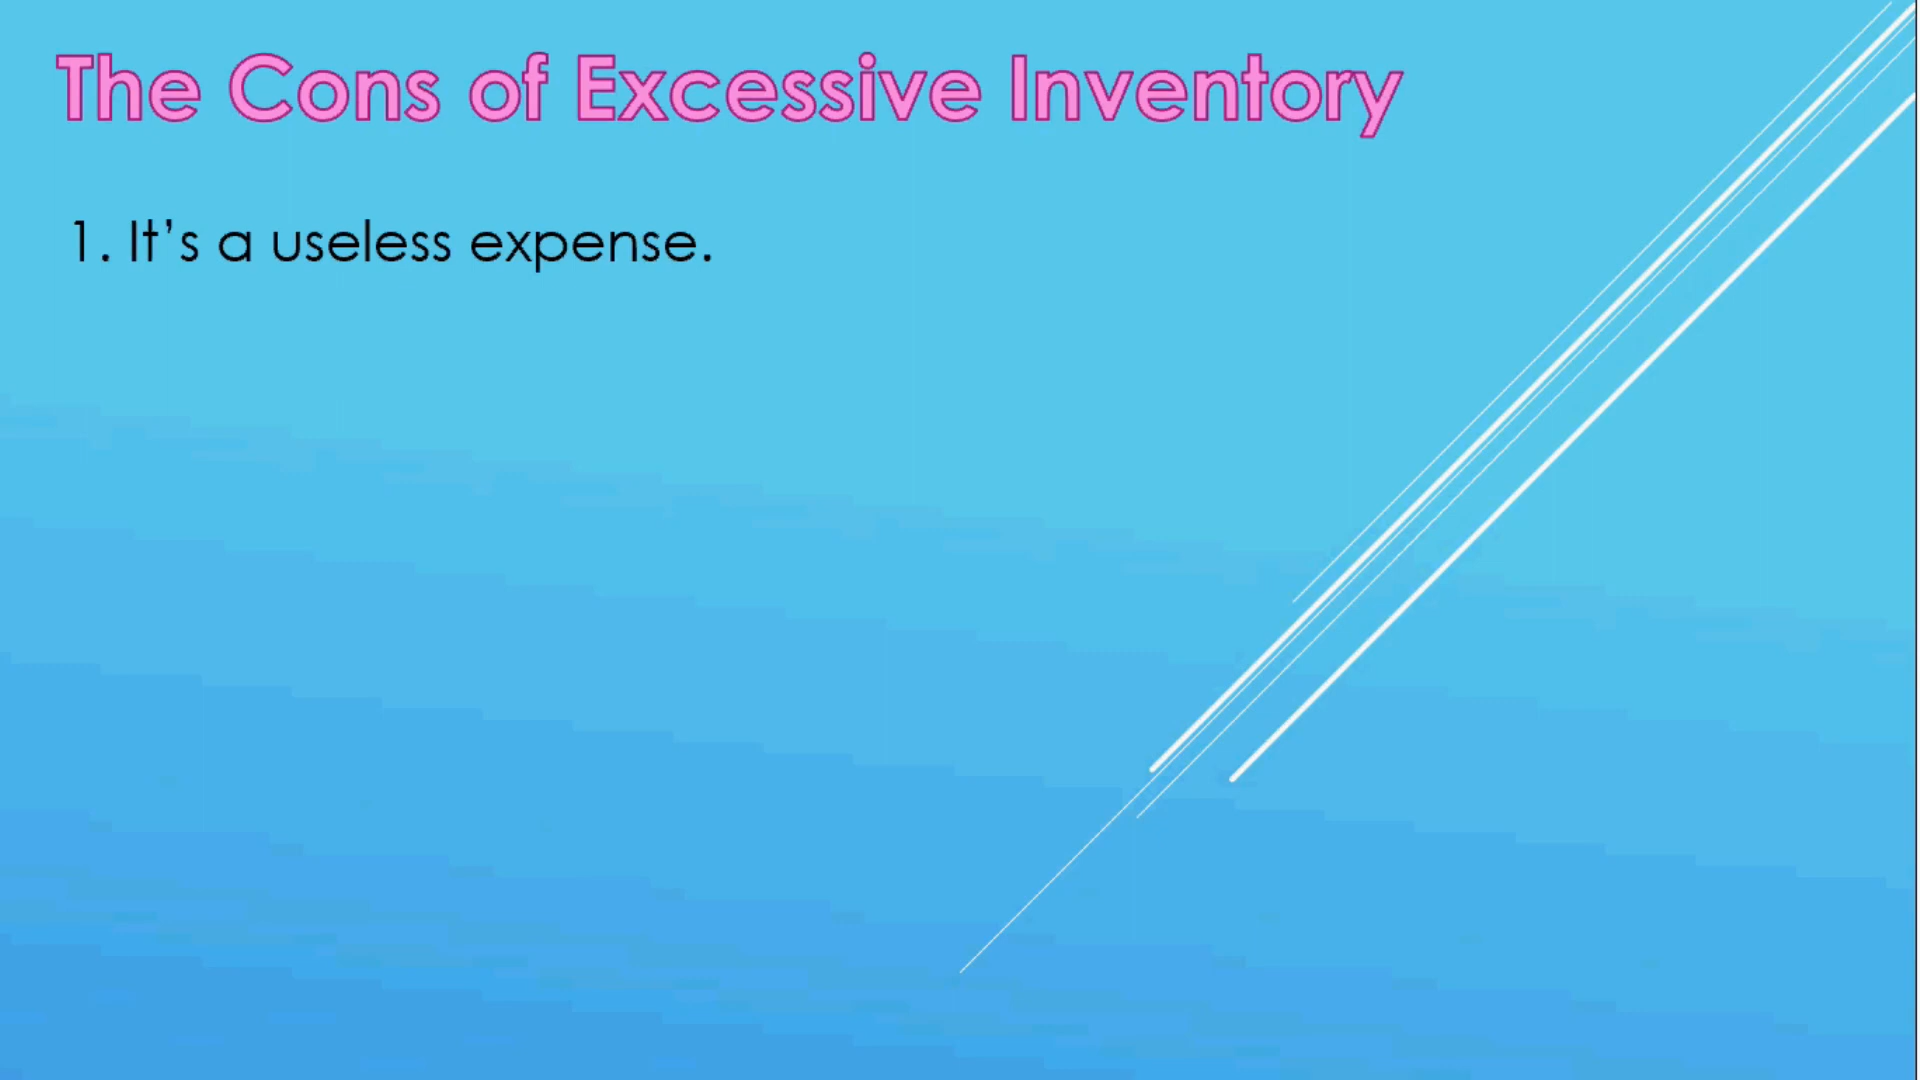 The Cons of Excessive Inventory
1. It’s a useless expense.